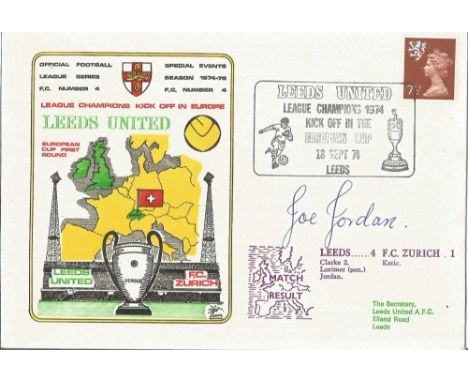 OFFICIAL FOOTBALL SPECIAL EVENTS
LEAGUE SERIES SEASON 1974-75
F.C. NUMBER 4 F.C. NUMBER 4
LEAGUE CHAMPIONS KICK OFF IN EUROPE
LEEDS UNITED
EUROPEAN
CUP FIRST
ROUND
LEEDS
UNITED
F.C.
ZURICH
LEEDS UNITED
LEAGUE CHAMPIONS 1974
KICK OFF IN THE
EUROPEAN CUP
18 SEPT 74
LEEDS
Joe Jordan.
LEEDS.....4 F.C. ZURICH . 1
Clarke 2. Katic.
Lorimer (pen.)
Jordan.
MATCH
RESULT
The Secretary,
Leeds United A.F.C.
Elland Road
Leeds